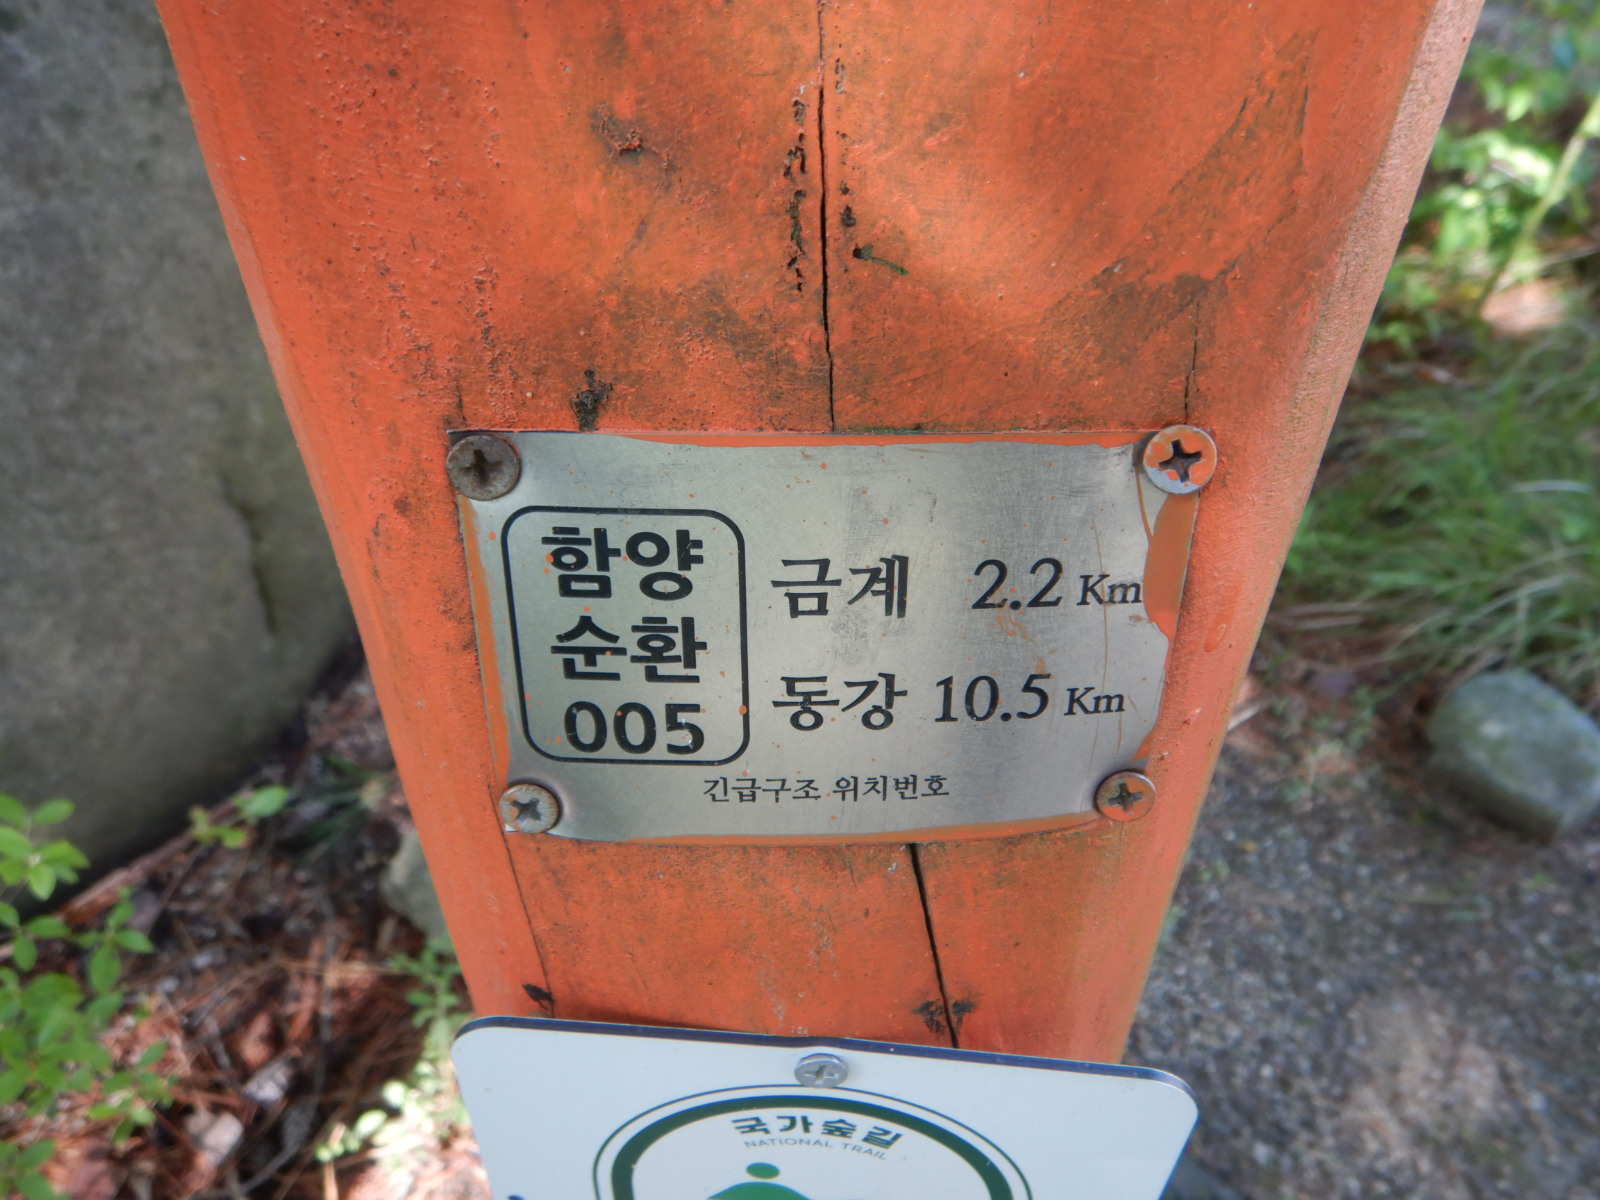 함양
순환
005
금계 2.2 Km
동강 10.5 Km
긴급구조 위치번호
국가숲길
NATIONAL TRAIL